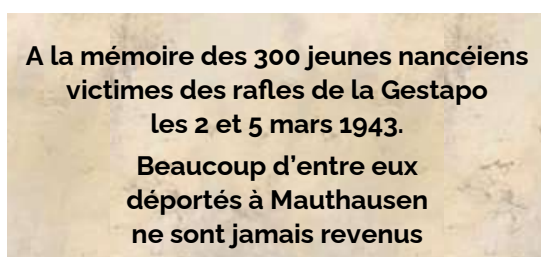 A la mémoire des 300 jeunes nancéiens
victimes des rafles de la Gestapo
les 2 et 5 mars 1943.
Beaucoup d'entre eux
déportés à Mauthausen
ne sont jamais revenus